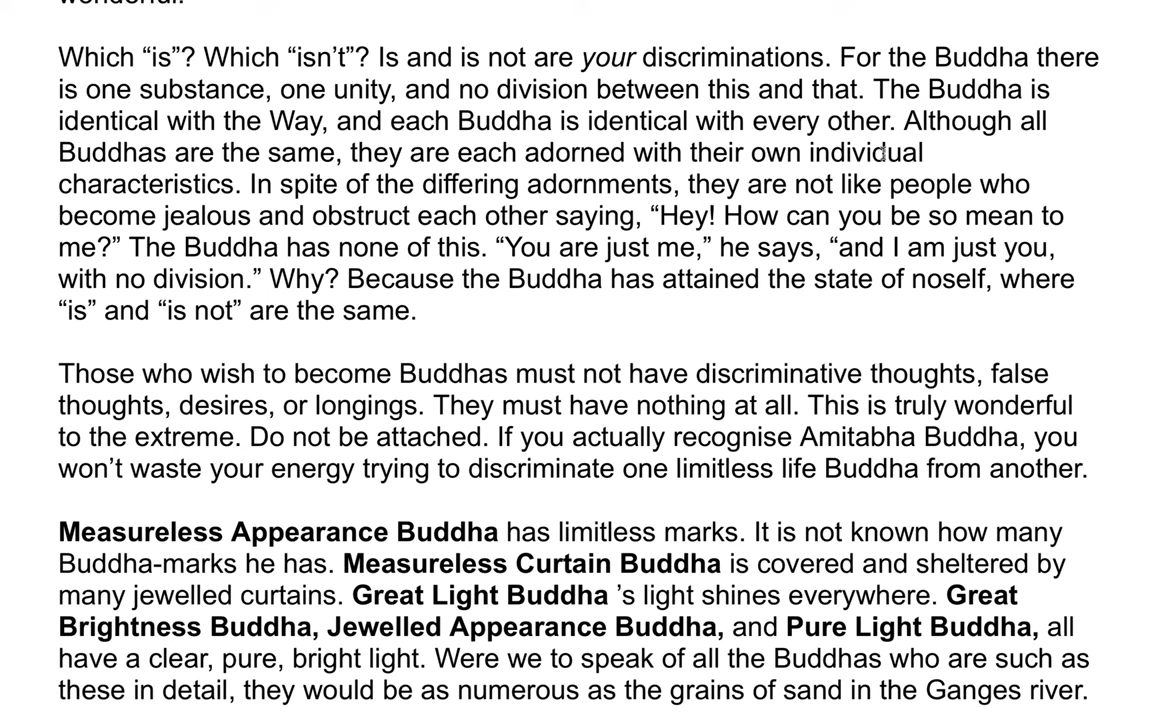 wonderful.
Which “is”? Which “isn’t”? Is and is not are your discriminations. For the Buddha there
is one substance, one unity, and no division between this and that. The Buddha is
identical with the Way, and each Buddha is identical with every other. Although all
Buddhas are the same, they are each adorned with their own individual
characteristics. In spite of the differing adornments, they are not like people who
become jealous and obstruct each other saying, “Hey! How can you be so mean to
me?” The Buddha has none of this. “You are just me,” he says, “and I am just you,
with no division.” Why? Because the Buddha has attained the state of noself, where
“is” and “is not” are the same.
Those who wish to become Buddhas must not have discriminative thoughts, false
thoughts, desires, or longings. They must have nothing at all. This is truly wonderful
to the extreme. Do not be attached. If you actually recognise Amitabha Buddha, you
won’t waste your energy trying to discriminate one limitless life Buddha from another.
Measureless Appearance Buddha has limitless marks. It is not known how many
Buddha-marks he has. Measureless Curtain Buddha is covered and sheltered by
many jewelled curtains. Great Light Buddha ’s light shines everywhere. Great
Brightness Buddha, Jewelled Appearance Buddha, and Pure Light Buddha, all
have a clear, pure, bright light. Were we to speak of all the Buddhas who are such as
these in detail, they would be as numerous as the grains of sand in the Ganges river.